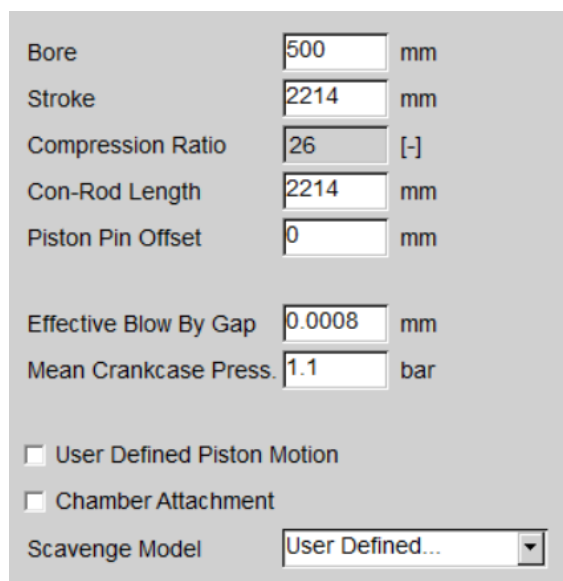 Bore 500 mm
Stroke 2214 mm
Compression Ratio 26 [-]
Con-Rod Length 2214 mm
Piston Pin Offset 0 mm
Effective Blow By Gap 0.0008 mm
Mean Crankcase Press. 1.1 bar
User Defined Piston Motion
Chamber Attachment
Scavenge Model User Defined...